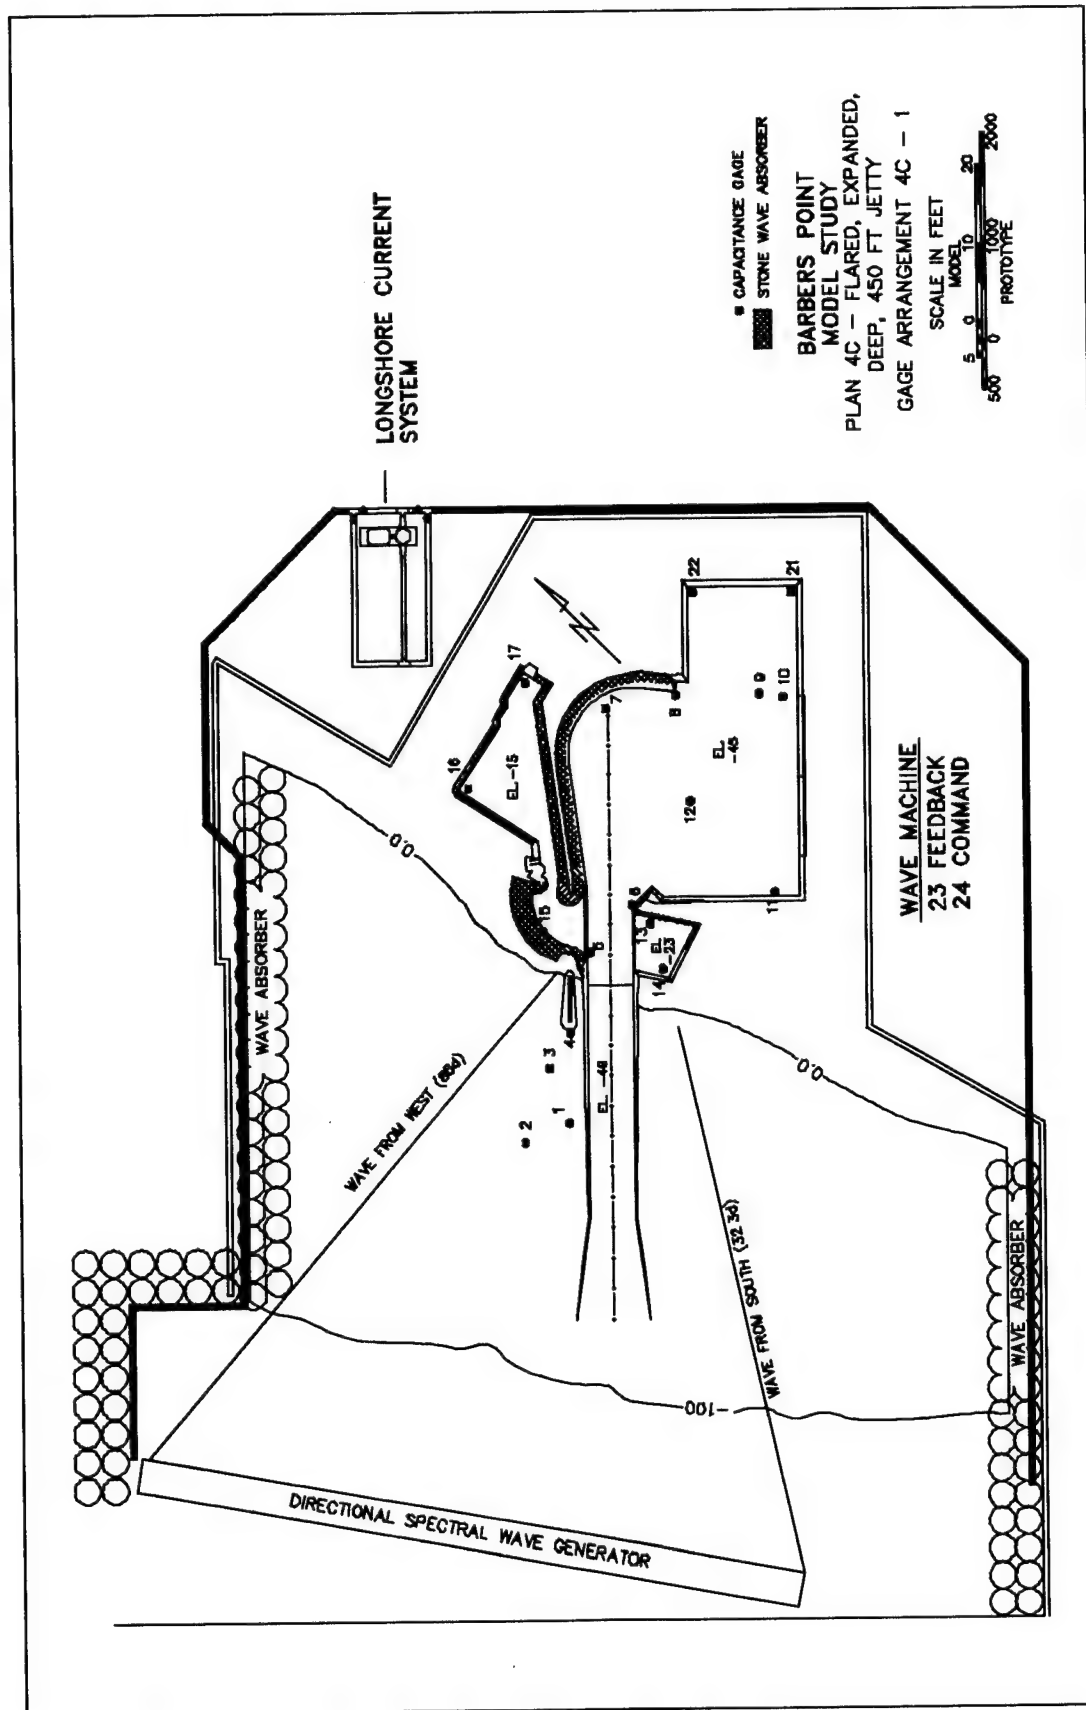 LONGSHORE CURRENT
SYSTEM
CAPACITANCE GAGE
STONE WAVE ABSORBER
BARBERS POINT
MODEL STUDY
PLAN 4C - FLARED, EXPANDED,
DEEP, 450 FT JETTY
GAGE ARRANGEMENT 4C - 1
SCALE IN FEET
MODEL
5 0 10 20
500 0 1000 2000
PROTOTYPE
WAVE ABSORBER
0.0
16
17
EL -15
15
N
22
21
7
8
9
10
EL
-45
12
11
6
13
EL
-23
14
4
3
1
2
EL
WAVE FROM WEST
WAVE FROM SOUTH
0.0
-100
WAVE MACHINE
23 FEEDBACK
24 COMMAND
WAVE ABSORBER
DIRECTIONAL SPECTRAL WAVE GENERATOR